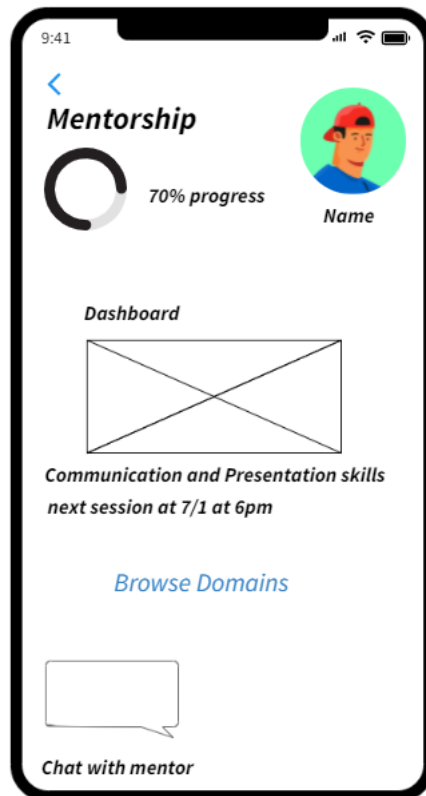 9:41
Mentorship
70% progress
Name
Dashboard
Communication and Presentation skills
next session at 7/1 at 6pm
Browse Domains
Chat with mentor